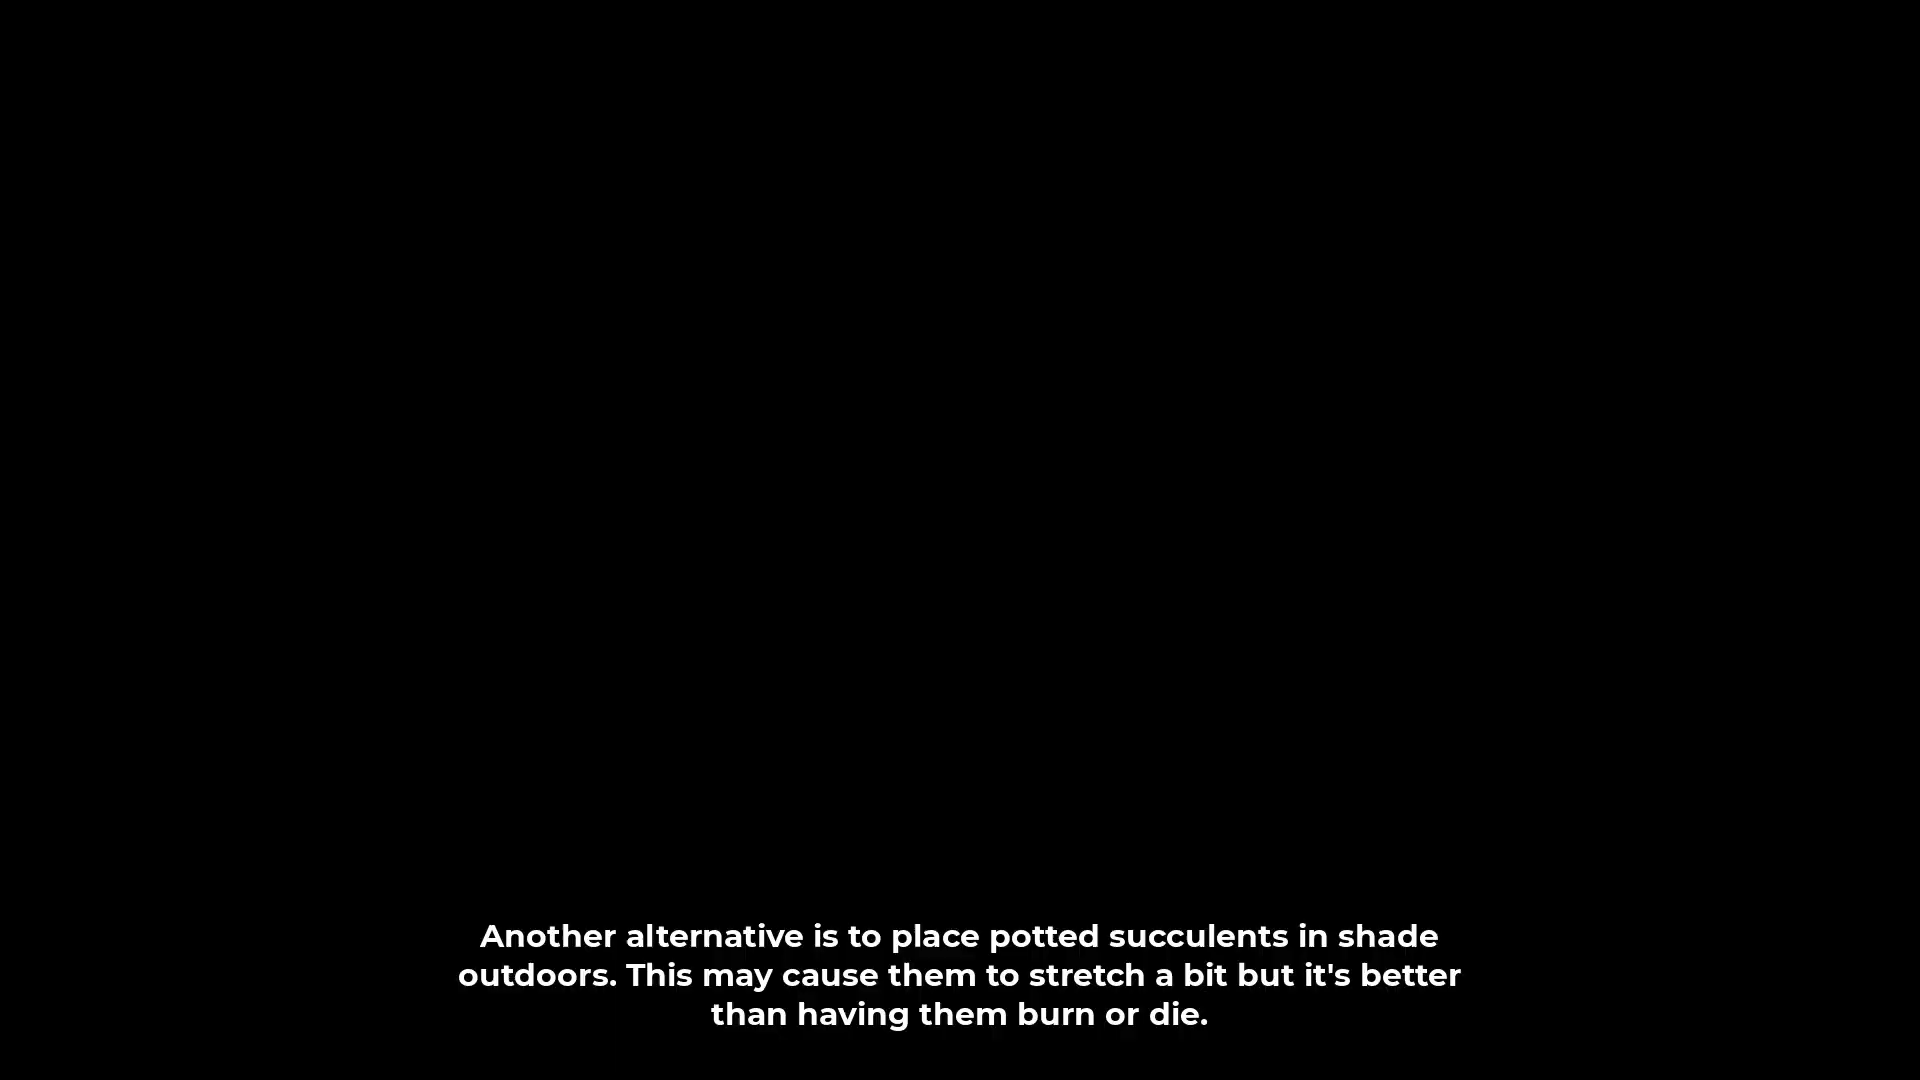 Another alternative is to place potted succulents in shade
outdoors. This may cause them to stretch a bit but it's better
than having them burn or die.